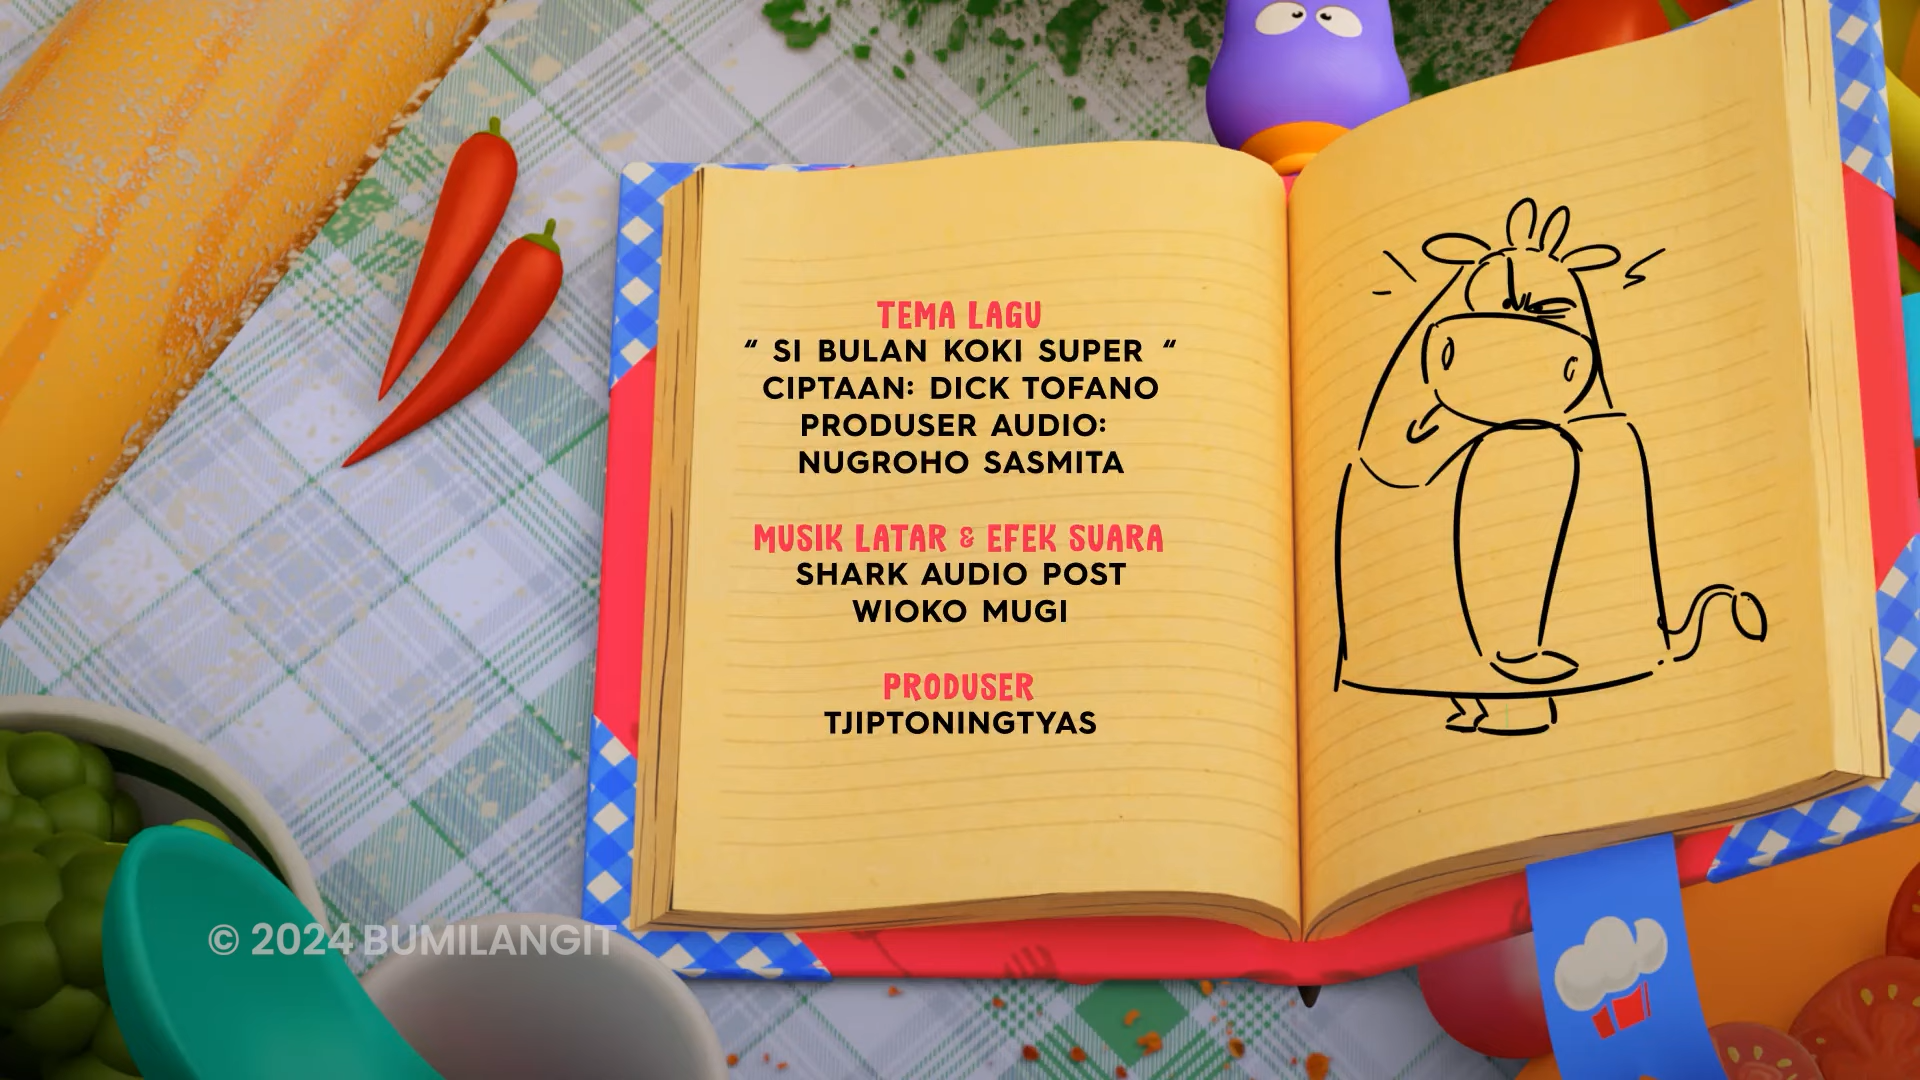 TEMA LAGU
“ SI BULAN KOKI SUPER “
CIPTAAN: DICK TOFANO
PRODUSER AUDIO:
NUGROHO SASMITA
MUSIK LATAR & EFEK SUARA
SHARK AUDIO POST
WIOKO MUGI
PRODUSER
TJIPTONINGTYAS
© 2024 BUMILANGIT